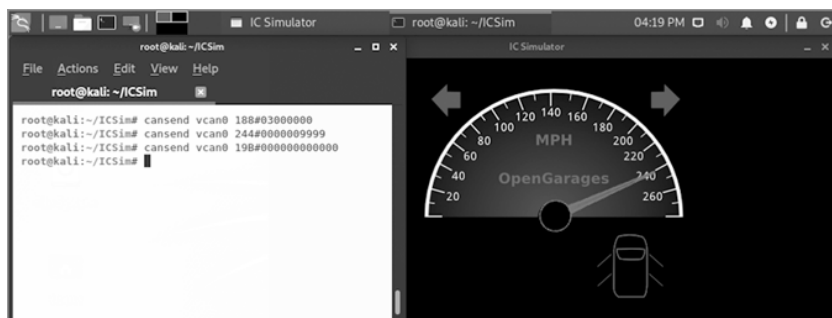 IC Simulator
root@kali: ~/ICSim
04:19 PM
root@kali: ~/ICSim
File Actions Edit View Help
root@kali: ~/ICSim
root@kali:~/ICSim# cansend vcan0 188#03000000
root@kali:~/ICSim# cansend vcan0 244#0000009999
root@kali:~/ICSim# cansend vcan0 19B#000000000000
root@kali:~/ICSim#
IC Simulator
20 40 60 80 100 120 140 160 180 200 220 240 260
MPH
OpenGarages